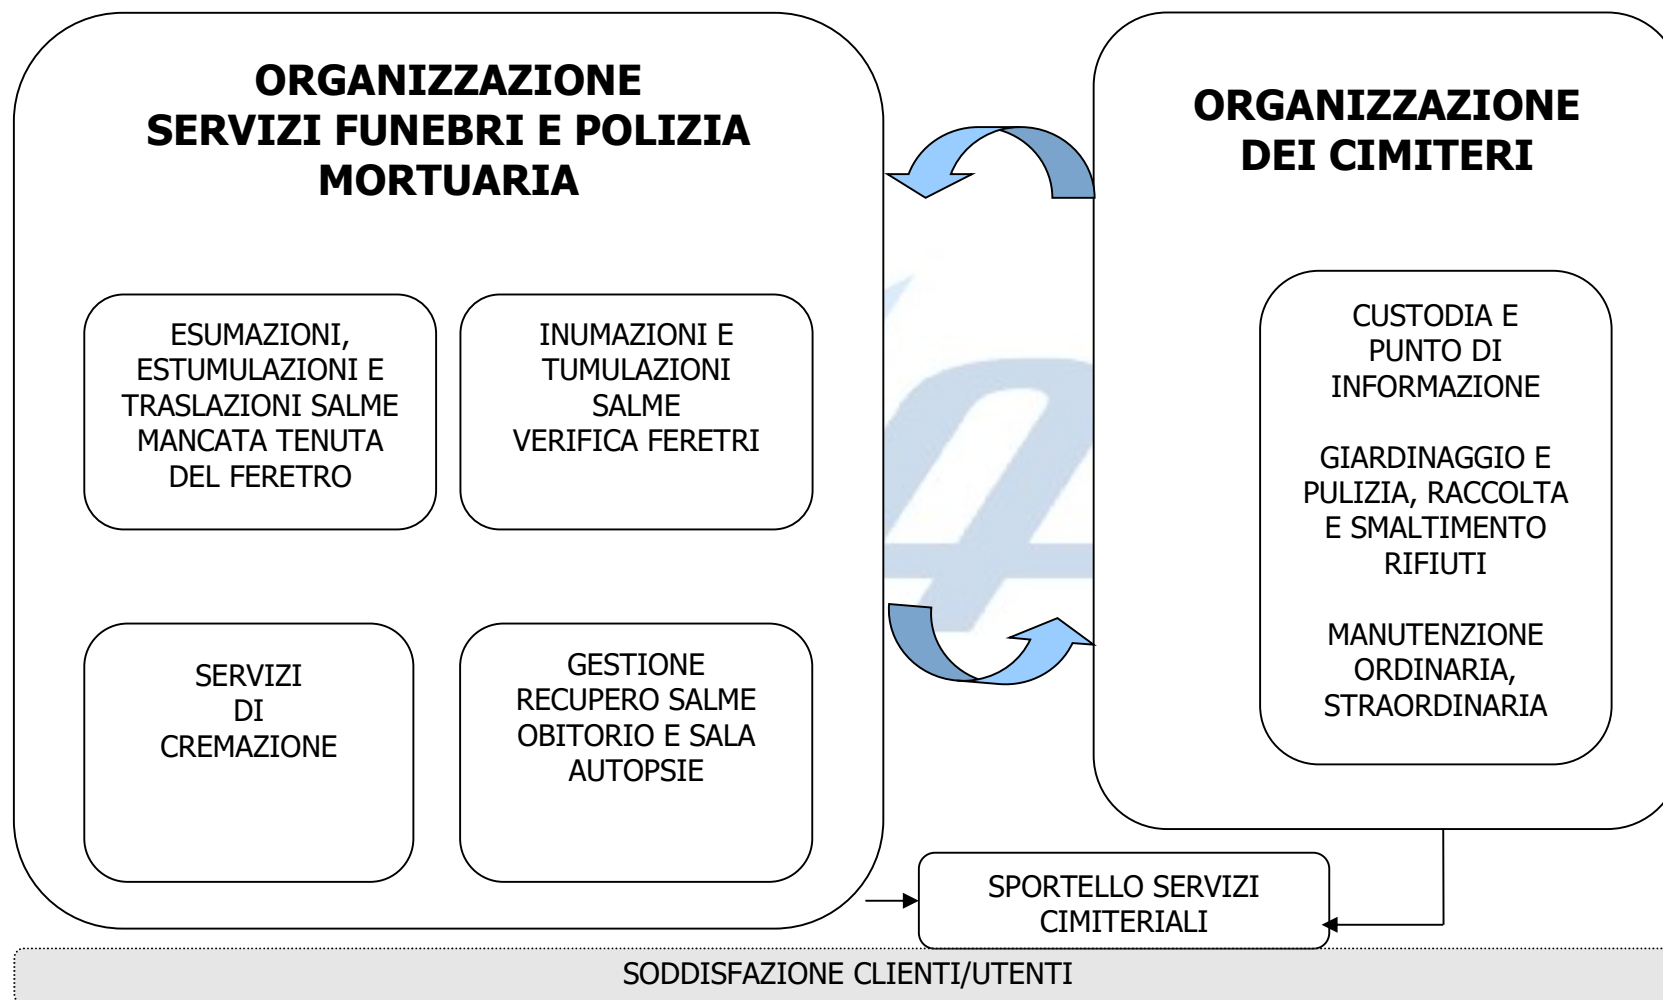 ORGANIZZAZIONE
SERVIZI FUNEBRI E POLIZIA
MORTUARIA
ESUMAZIONI,
ESTUMULAZIONI E
TRASLAZIONI SALME
MANCATA TENUTA
DEL FERETRO
INUMAZIONI E
TUMULAZIONI
SALME
VERIFICA FERETRI
SERVIZI
DI
CREMAZIONE
GESTIONE
RECUPERO SALME
OBITORIO E SALA
AUTOPSIE
ORGANIZZAZIONE
DEI CIMITERI
CUSTODIA E
PUNTO DI
INFORMAZIONE
GIARDINAGGIO E
PULIZIA, RACCOLTA
E SMALTIMENTO
RIFIUTI
MANUTENZIONE
ORDINARIA,
STRAORDINARIA
SPORTELLO SERVIZI
CIMITERIALI
SODDISFAZIONE CLIENTI/UTENTI